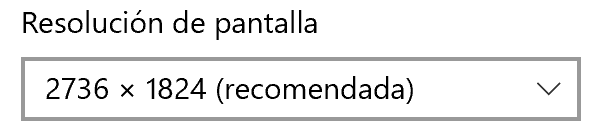 Resolución de pantalla
2736 × 1824 (recomendada)